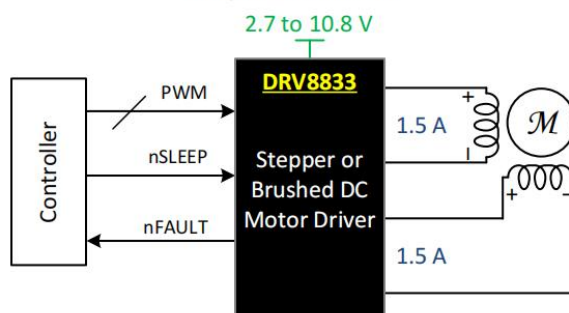 2.7 to 10.8 V
DRV8833
Stepper or
Brushed DC
Motor Driver
Controller
PWM
nSLEEP
nFAULT
+
1.5 A
–
M
+
–
1.5 A